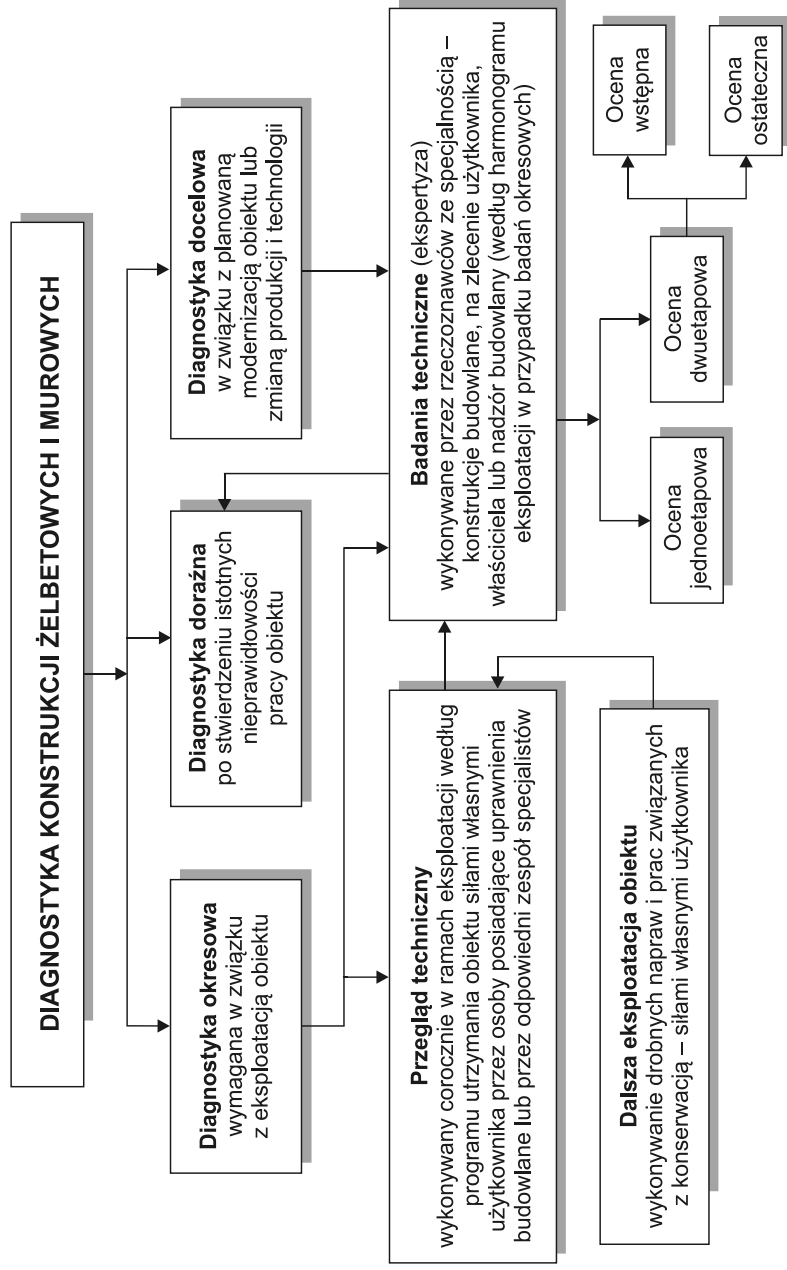 DIAGNOSTYKA KONSTRUKCJI ŻELBETOWYCH I MUROWYCH
Diagnostyka okresowa
wymagana w związku
z eksploatacją obiektu
Diagnostyka doraźna
po stwierdzeniu istotnych
nieprawidłowości
pracy obiektu
Diagnostyka docelowa
w związku z planowaną
modernizacją obiektu lub
zmianą produkcji i technologii
Przegląd techniczny
wykonywany corocznie w ramach eksploatacji według
programu utrzymania obiektu siłami własnymi
użytkownika przez osoby posiadające uprawnienia
budowlane lub przez odpowiedni zespół specjalistów
Badania techniczne (ekspertyza)
wykonywane przez rzeczoznawców ze specjalnością –
konstrukcje budowlane, na zlecenie użytkownika,
właściciela lub nadzór budowlany (według harmonogramu
eksploatacji w przypadku badań okresowych)
Dalsza eksploatacja obiektu
wykonywanie drobnych napraw i prac związanych
z konserwacją – siłami własnymi użytkownika
Ocena
jednoetapowa
Ocena
dwuetapowa
Ocena
wstępna
Ocena
ostateczna